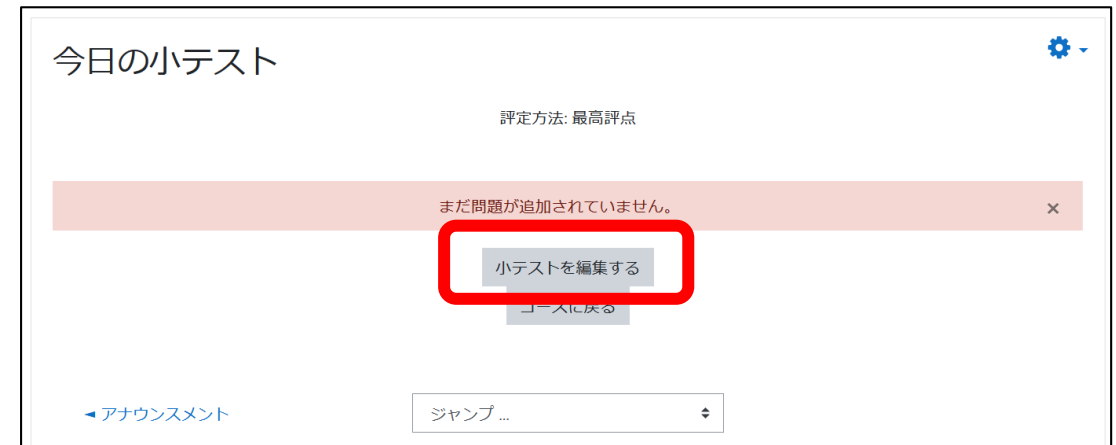 今日の小テスト
評定方法: 最高評点
まだ問題が追加されていません。
×
小テストを編集する
コースに戻る
◄ アナウンスメント
ジャンプ ...